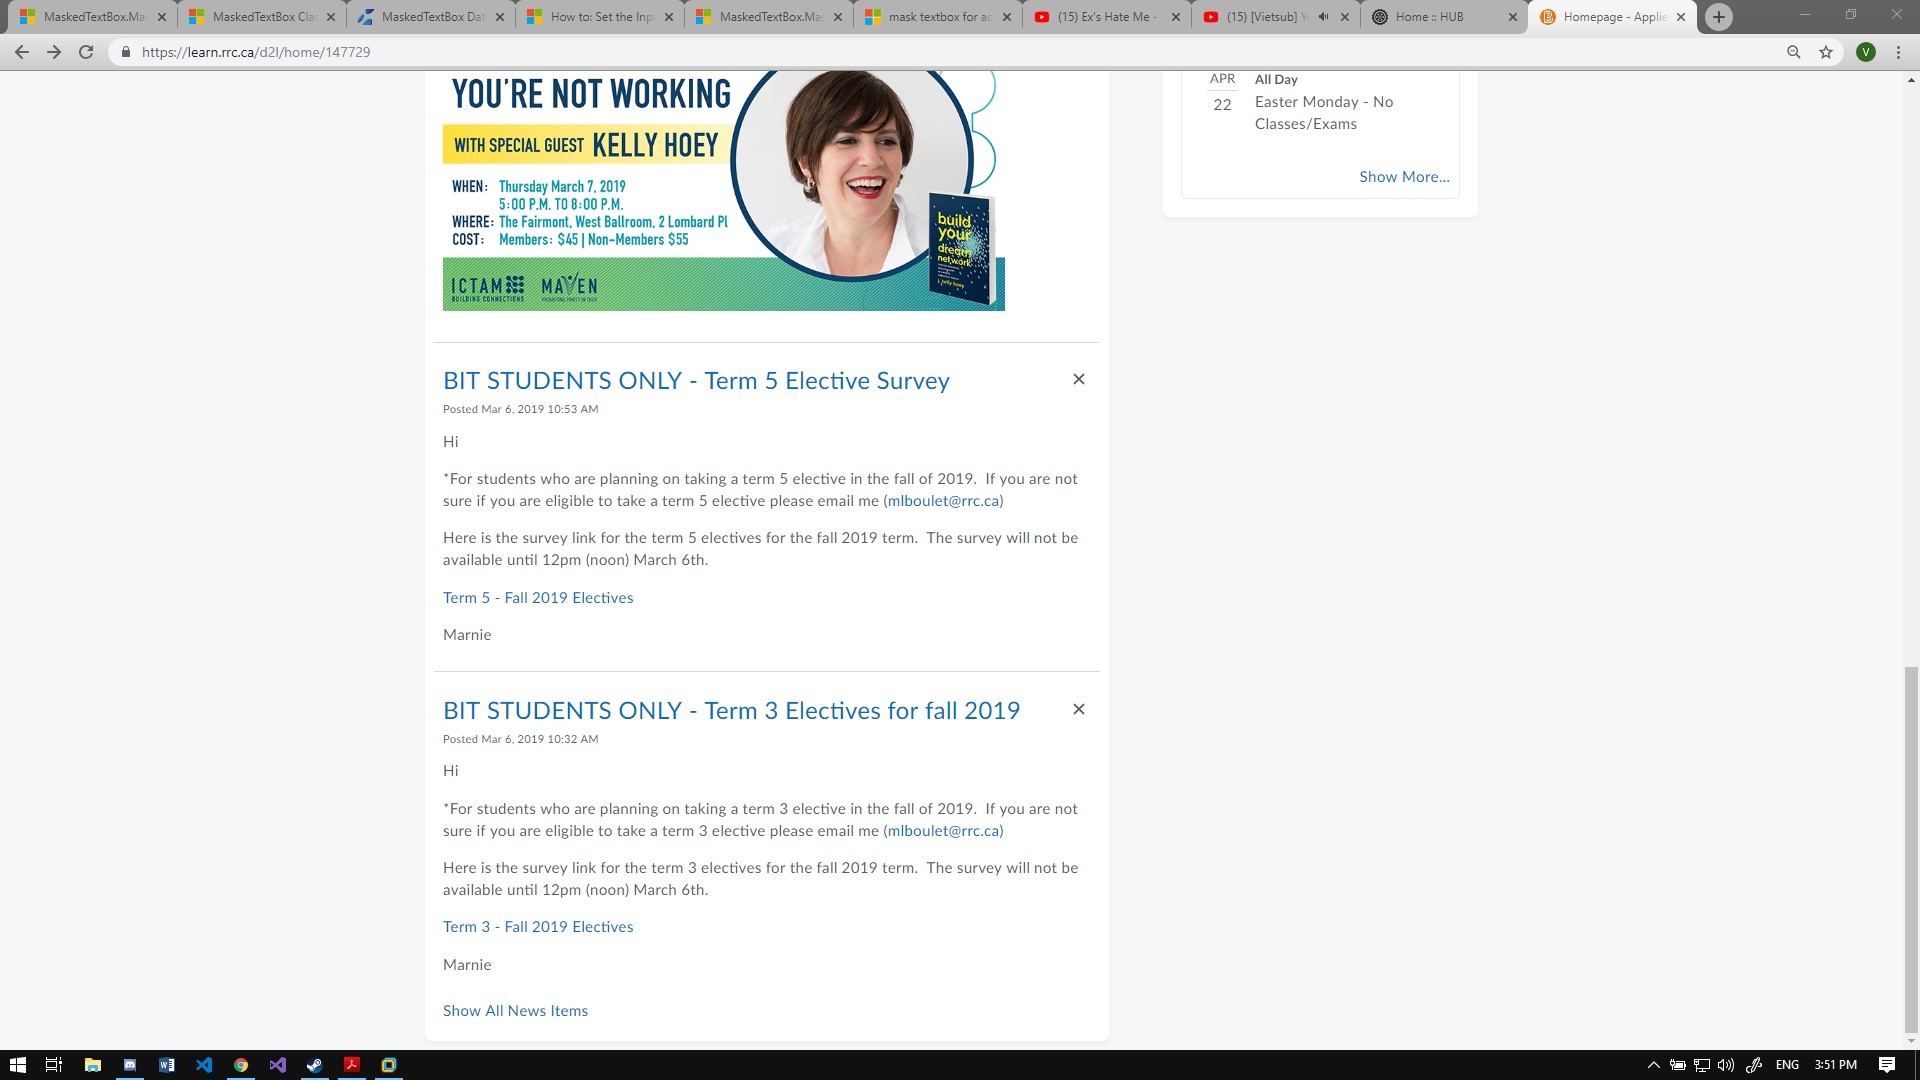 MaskedTextBox.Ma
MaskedTextBox Cla
MaskedTextBox Dat
How to: Set the Inp
MaskedTextBox.Ma
mask textbox for ac
(15) Ex's Hate Me -
(15) [Vietsub] Y
Home :: HUB
Homepage - Applie
https://learn.rrc.ca/d2l/home/147729
V
YOU'RE NOT WORKING
WITH SPECIAL GUEST KELLY HOEY
WHEN: Thursday March 7, 2019
5:00 P.M. TO 8:00 P.M.
WHERE: The Fairmont, West Ballroom, 2 Lombard Pl
COST: Members: $45 | Non-Members $55
build
your
dream
network
j. kelly hoey
ICTAM
BUILDING CONNECTIONS
MAVEN
PROMOTING PARITY IN TECH
APR
22
All Day
Easter Monday - No
Classes/Exams
Show More...
BIT STUDENTS ONLY - Term 5 Elective Survey
Posted Mar 6, 2019 10:53 AM
Hi
*For students who are planning on taking a term 5 elective in the fall of 2019. If you are not
sure if you are eligible to take a term 5 elective please email me (mlboulet@rrc.ca)
Here is the survey link for the term 5 electives for the fall 2019 term. The survey will not be
available until 12pm (noon) March 6th.
Term 5 - Fall 2019 Electives
Marnie
BIT STUDENTS ONLY - Term 3 Electives for fall 2019
Posted Mar 6, 2019 10:32 AM
Hi
*For students who are planning on taking a term 3 elective in the fall of 2019. If you are not
sure if you are eligible to take a term 3 elective please email me (mlboulet@rrc.ca)
Here is the survey link for the term 3 electives for the fall 2019 term. The survey will not be
available until 12pm (noon) March 6th.
Term 3 - Fall 2019 Electives
Marnie
Show All News Items
ENG
3:51 PM